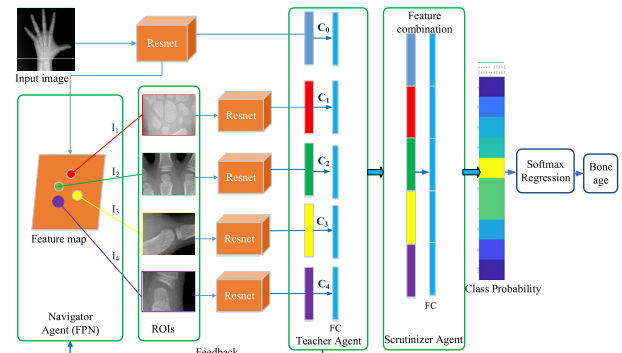 Input image
Resnet
C0
Feature
combination
I1
I2
I3
I4
Feature map
Navigator
Agent (FPN)
ROIs
Resnet
Resnet
Resnet
Resnet
C1
C2
C3
C4
FC
Teacher Agent
FC
Scrutinizer Agent
Class Probability
Softmax
Regression
Bone
age
Feedback